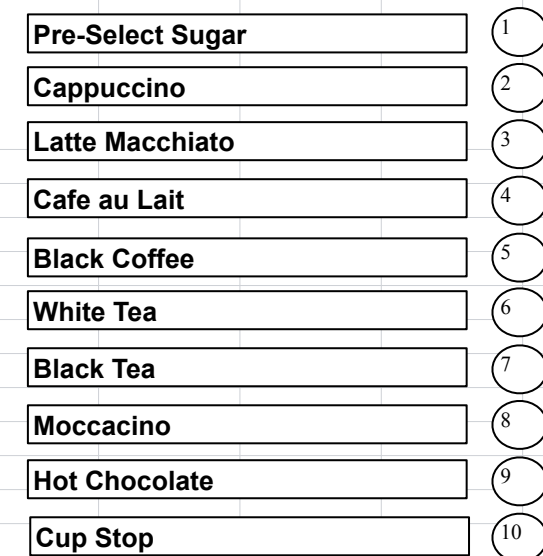 Pre-Select Sugar 1
Cappuccino 2
Latte Macchiato 3
Cafe au Lait 4
Black Coffee 5
White Tea 6
Black Tea 7
Moccacino 8
Hot Chocolate 9
Cup Stop 10